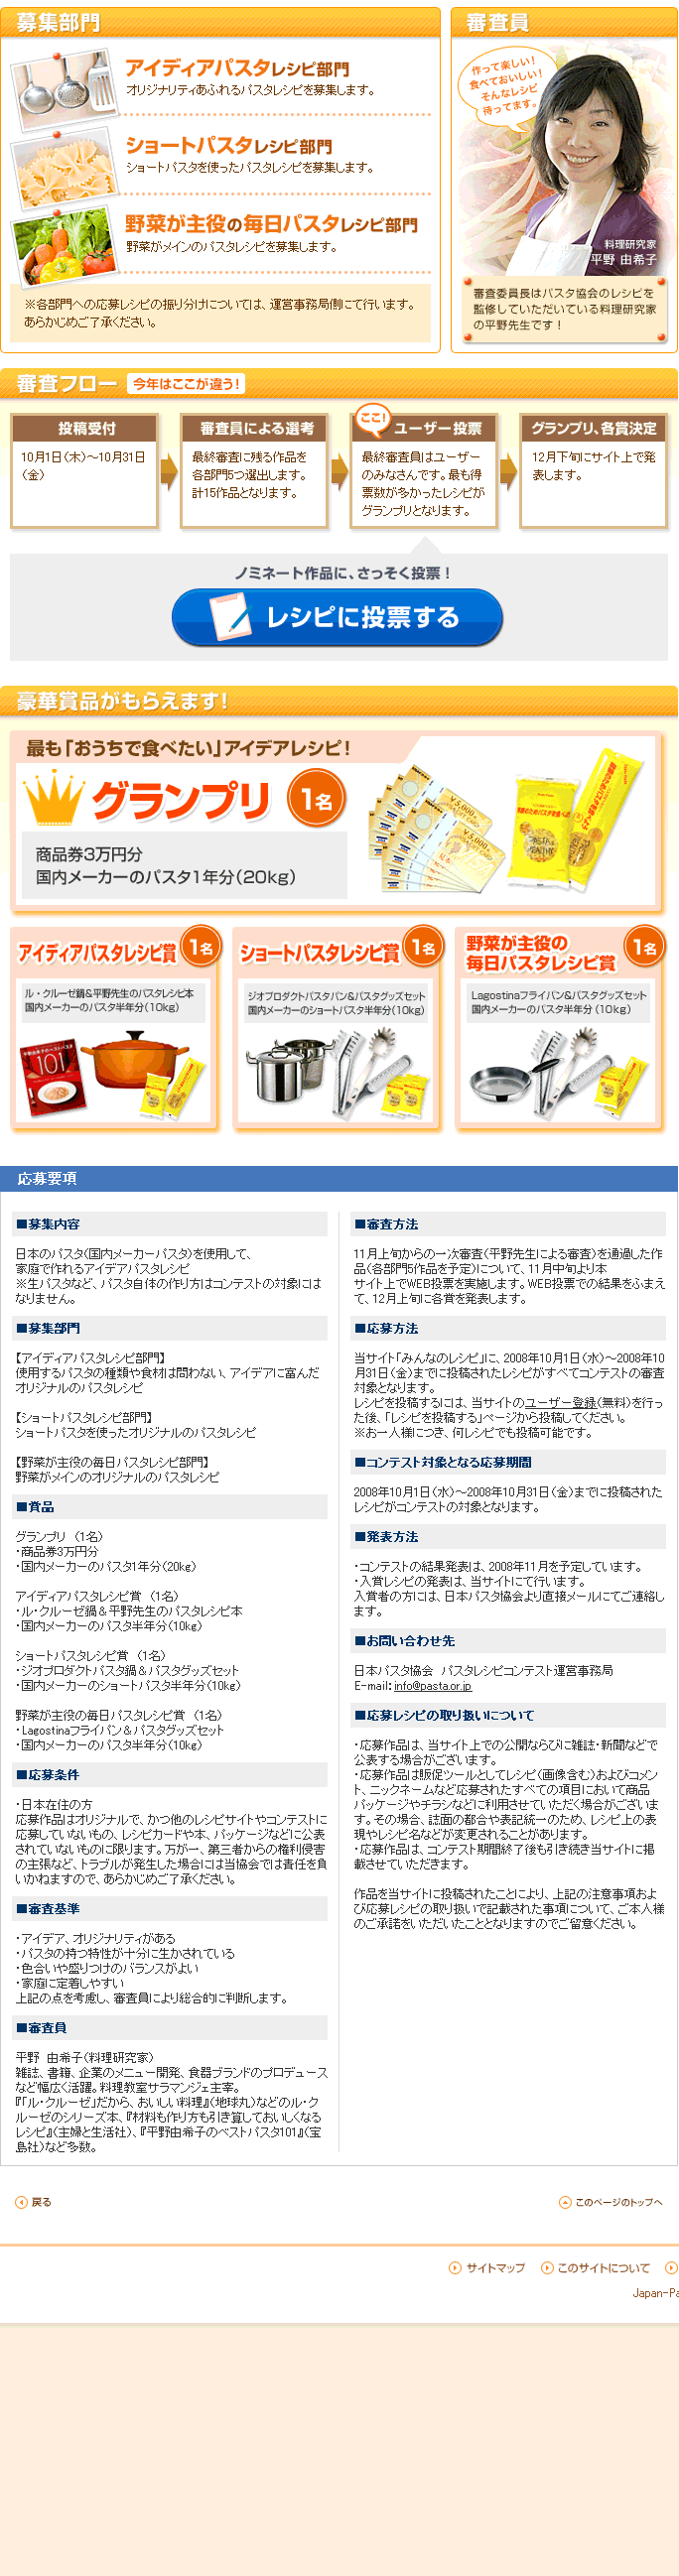 募集部門
アイディアパスタレシピ部門
オリジナリティあふれるパスタレシピを募集します。
ショートパスタレシピ部門
ショートパスタを使ったパスタレシピを募集します。
野菜が主役の毎日パスタレシピ部門
野菜がメインのパスタレシピを募集します。
※各部門への応募レシピの振り分けについては、運営事務局側にて行います。
あらかじめご了承ください。
審査員
作って楽しい!
食べておいしい!
そんなレシピ
待ってます。
料理研究家
平野 由希子
審査委員長はパスタ協会のレシピを
監修していただいている料理研究家
の平野先生です!
審査フロー 今年はここが違う!
投稿受付
10月1日(木)〜10月31日
(金)
審査員による選考
最終審査に残る作品を
各部門5つ選出します。
計15作品となります。
ここ!
ユーザー投票
最終審査員はユーザー
のみなさんです。最も得
票数が多かったレシピが
グランプリとなります。
グランプリ、各賞決定
12月下旬にサイト上で発
表します。
ノミネート作品に、さっそく投票!
レシピに投票する
豪華賞品がもらえます!
最も「おうちで食べたい」アイデアレシピ!
グランプリ 1名
商品券3万円分
国内メーカーのパスタ1年分(20kg)
アイディアパスタレシピ賞 1名
ル・クルーゼ鍋&平野先生のパスタレシピ本
国内メーカーのパスタ半年分(10kg)
101
ショートパスタレシピ賞 1名
ジオプロダクトパスタパン&パスタグッズセット
国内メーカーのショートパスタ半年分(10kg)
野菜が主役の
毎日パスタレシピ賞 1名
Lagostinaフライパン&パスタグッズセット
国内メーカーのパスタ半年分(10kg)
応募要項
■募集内容
日本のパスタ(国内メーカーパスタ)を使用して、
家庭で作れるアイデアパスタレシピ
※生パスタなど、パスタ自体の作り方はコンテストの対象には
なりません。
■募集部門
【アイディアパスタレシピ部門】
使用するパスタの種類や食材は問わない、アイデアに富んだ
オリジナルのパスタレシピ
【ショートパスタレシピ部門】
ショートパスタを使ったオリジナルのパスタレシピ
【野菜が主役の毎日パスタレシピ部門】
野菜がメインのオリジナルのパスタレシピ
■賞品
グランプリ (1名)
・商品券3万円分
・国内メーカーのパスタ1年分(20kg)
アイディアパスタレシピ賞 (1名)
・ル・クルーゼ鍋&平野先生のパスタレシピ本
・国内メーカーのパスタ半年分(10kg)
ショートパスタレシピ賞 (1名)
・ジオプロダクトパスタ鍋&パスタグッズセット
・国内メーカーのショートパスタ半年分(10kg)
野菜が主役の毎日パスタレシピ賞 (1名)
・Lagostinaフライパン&パスタグッズセット
・国内メーカーのパスタ半年分(10kg)
■応募条件
・日本在住の方
応募作品はオリジナルで、かつ他のレシピサイトやコンテストに
応募していないもの、レシピカードや本、パッケージなどに公表
されていないものに限ります。万が一、第三者からの権利侵害
の主張など、トラブルが発生した場合には当協会では責任を負
いかねますので、あらかじめご了承ください。
■審査基準
・アイデア、オリジナリティがある
・パスタの持つ特性が十分に生かされている
・色合いや盛りつけのバランスがよい
・家庭に定着しやすい
上記の点を考慮し、審査員により総合的に判断します。
■審査員
平野 由希子(料理研究家)
雑誌、書籍、企業のメニュー開発、食器ブランドのプロデュース
など幅広く活躍。料理教室サラマンジェ主宰。
『「ル・クルーゼ」だから、おいしい料理』(地球丸)などのル・ク
ルーゼのシリーズ本、『材料も作り方も引き算しておいしくなる
レシピ』(主婦と生活社)、『平野由希子のベストパスタ101』(宝
島社)など多数。
■審査方法
11月上旬からの一次審査(平野先生による審査)を通過した作
品(各部門5作品を予定)について、11月中旬より本
サイト上でWEB投票を実施します。WEB投票での結果をふまえ
て、12月上旬に各賞を発表します。
■応募方法
当サイト「みんなのレシピ」に、2008年10月1日(水)〜2008年10
月31日(金)までに投稿されたレシピがすべてコンテストの審査
対象となります。
レシピを投稿するには、当サイトのユーザー登録(無料)を行っ
た後、「レシピを投稿する」ページから投稿してください。
※お一人様につき、何レシピでも投稿可能です。
■コンテスト対象となる応募期間
2008年10月1日(水)〜2008年10月31日(金)までに投稿された
レシピがコンテストの対象となります。
■発表方法
・コンテストの結果発表は、2008年11月を予定しています。
・入賞レシピの発表は、当サイトにて行います。
入賞者の方には、日本パスタ協会より直接メールにてご連絡し
ます。
■お問い合わせ先
日本パスタ協会 パスタレシピコンテスト運営事務局
E-mail:info@pasta.or.jp
■応募レシピの取り扱いについて
・応募作品は、当サイト上での公開ならびに雑誌・新聞などで
公表する場合がございます。
・応募作品は販促ツールとしてレシピ(画像含む)およびコメン
ト、ニックネームなど応募されたすべての項目において商品
パッケージやチラシなどに利用させていただく場合がございま
す。その場合、誌面の都合や表記統一のため、レシピ上の表
現やレシピ名などが変更されることがあります。
・応募作品は、コンテスト期間終了後も引き続き当サイトに掲
載させていただきます。
作品を当サイトに投稿されたことにより、上記の注意事項およ
び応募レシピの取り扱いで記載された事項について、ご本人様
のご承諾をいただいたこととなりますのでご留意ください。
戻る
このページのトップへ
サイトマップ このサイトについて
Japan-Pa